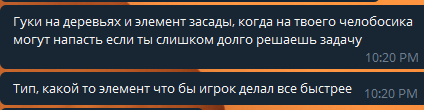 Гуки на деревьях и элемент засады, когда на твоего челобосика
могут напасть если ты слишком долго решаешь задачу
10:20 PM
Тип, какой то элемент что бы игрок делал все быстрее
10:20 PM